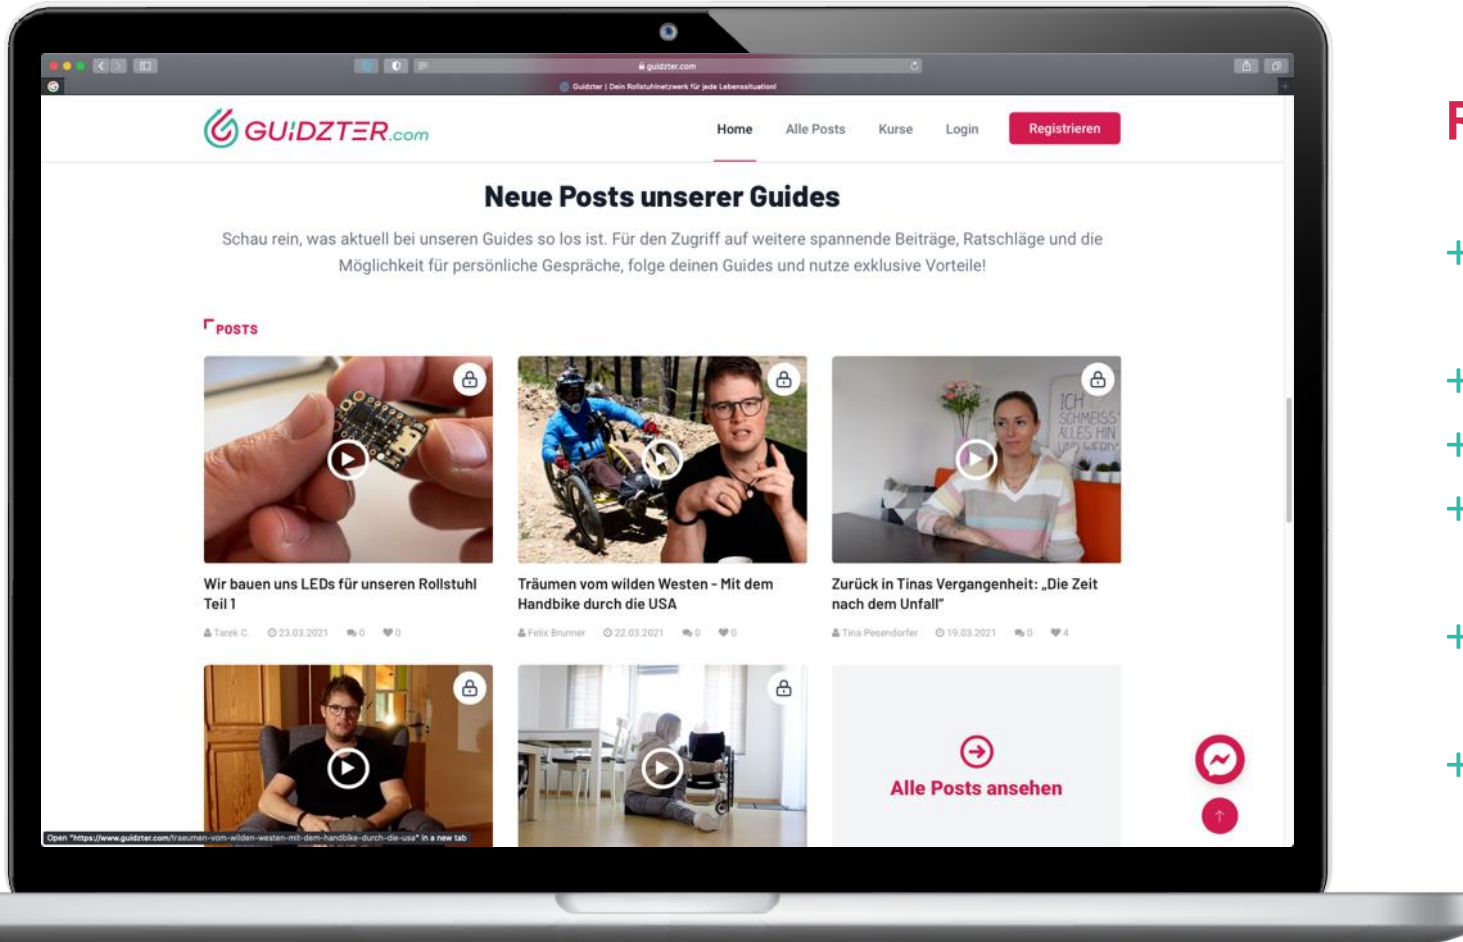 guidzter.com
Guidzter | Dein Rollstuhlnetzwerk für jede Lebenssituation!
GUIDZTER.com
Home
Alle Posts
Kurse
Login
Registrieren
Neue Posts unserer Guides
Schau rein, was aktuell bei unseren Guides so los ist. Für den Zugriff auf weitere spannende Beiträge, Ratschläge und die
Möglichkeit für persönliche Gespräche, folge deinen Guides und nutze exklusive Vorteile!
POSTS
ICH
SCHMEISS'
ALLES HIN
UND WERD'
Wir bauen uns LEDs für unseren Rollstuhl
Teil 1
Tarek C. 23.03.2021 0 0
Träumen vom wilden Westen - Mit dem
Handbike durch die USA
Felix Brunner 22.03.2021 0 0
Zurück in Tinas Vergangenheit: „Die Zeit
nach dem Unfall"
Tina Pesendorfer 19.03.2021 0 4
Alle Posts ansehen
Open "https://www.guidzter.com/traeumen-vom-wilden-westen-mit-dem-handbike-durch-die-usa" in a new tab
+
+
+
+
+
+